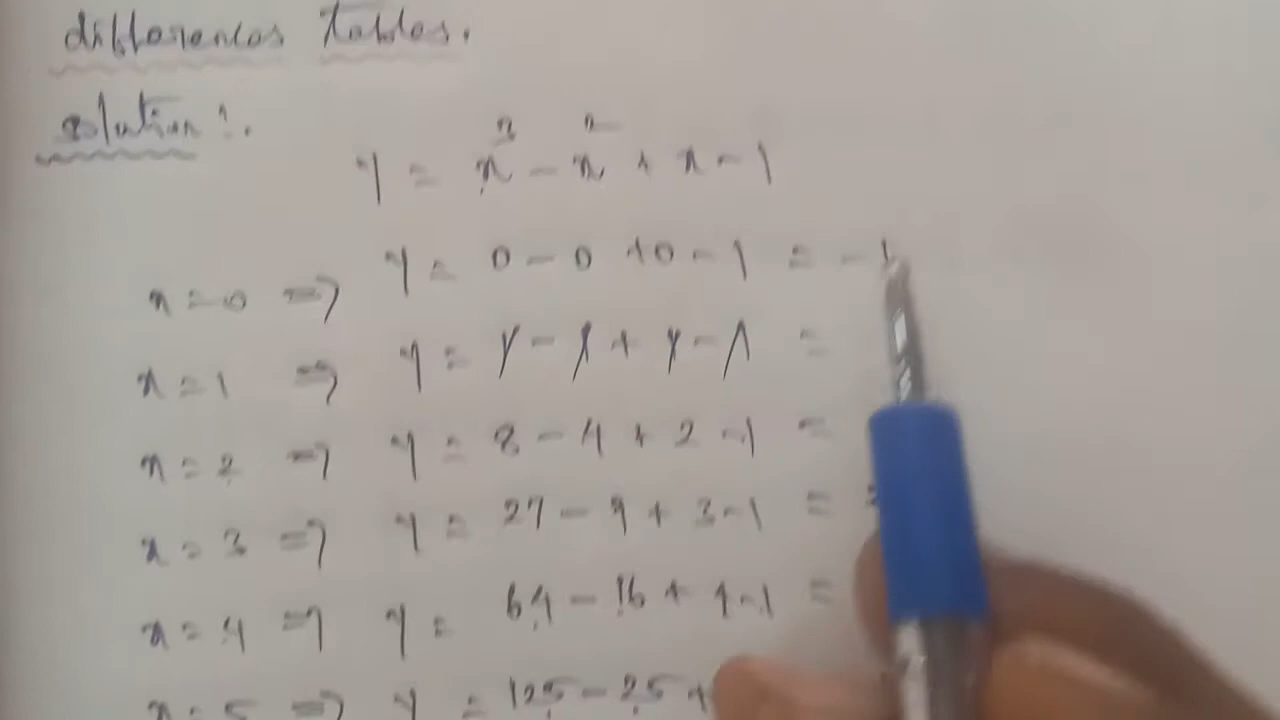 differences tables.
solution :.
y = x³ - x² + x - 1
x = 0 ⇒ y = 0 - 0 + 0 - 1 = -1
x = 1 ⇒ y = 1 - 1 + 1 - 1 =
x = 2 ⇒ y = 8 - 4 + 2 - 1 =
x = 3 ⇒ y = 27 - 9 + 3 - 1 =
x = 4 ⇒ y = 64 - 16 + 4 - 1 =
x = 5 ⇒ y = 125 - 25 +